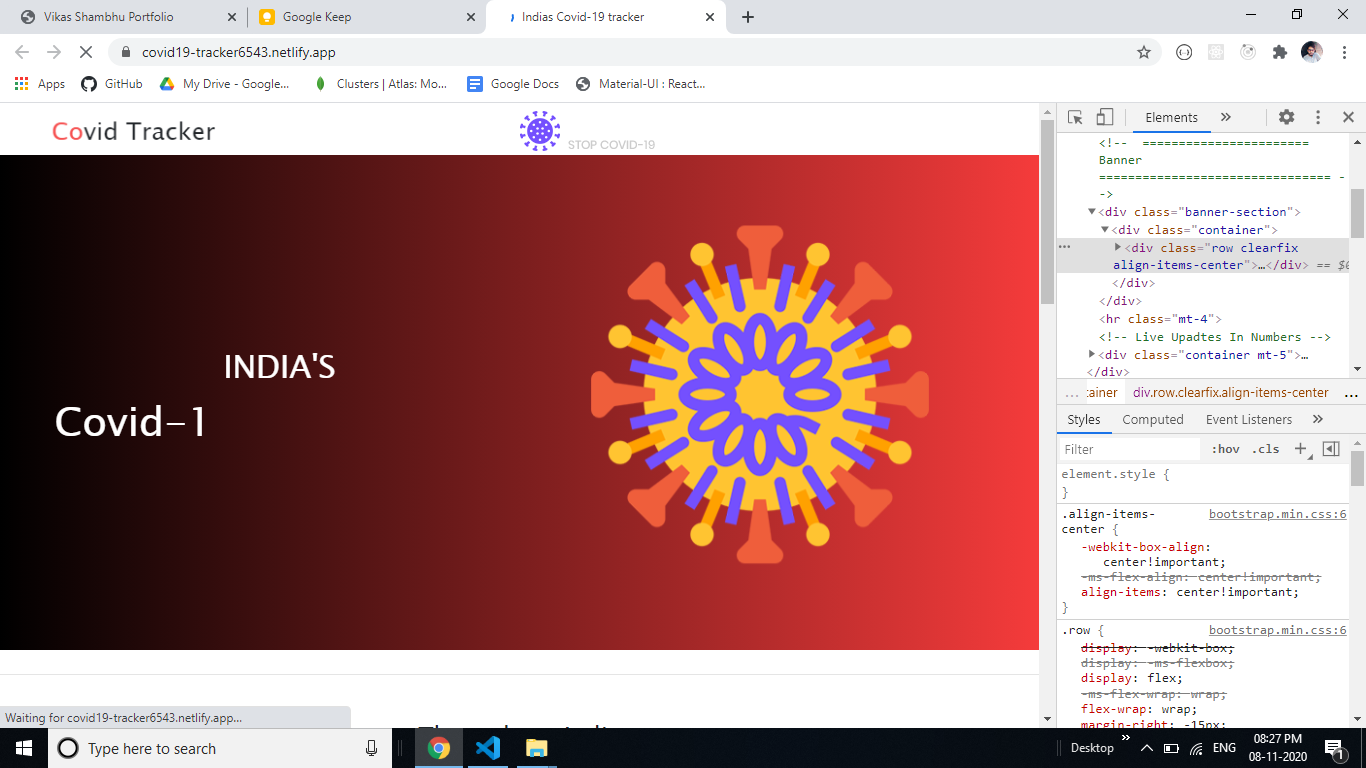 Vikas Shambhu Portfolio
Google Keep
Indias Covid-19 tracker
covid19-tracker6543.netlify.app
Apps
GitHub
My Drive - Google...
Clusters | Atlas: Mo...
Google Docs
Material-UI : React...
Covid Tracker
STOP COVID-19
INDIA'S
Covid-1
Waiting for covid19-tracker6543.netlify.app...
Elements
<!-- =======================
Banner
================================ -
->
<div class="banner-section">
<div class="container">
<div class="row clearfix
align-items-center">…</div> == $0
</div>
</div>
<hr class="mt-4">
<!-- Live Upadtes In Numbers -->
<div class="container mt-5">…
</div>
... tainer div.row.clearfix.align-items-center ...
Styles Computed Event Listeners
Filter :hov .cls
element.style {
}
.align-items-
center {
bootstrap.min.css:6
-webkit-box-align:
center!important;
-ms-flex-align: center!important;
align-items: center!important;
}
.row {
bootstrap.min.css:6
display: -webkit-box;
display: -ms-flexbox;
display: flex;
-ms-flex-wrap: wrap;
flex-wrap: wrap;
margin-right: -15px;
Type here to search
Desktop
ENG
08:27 PM
08-11-2020
1